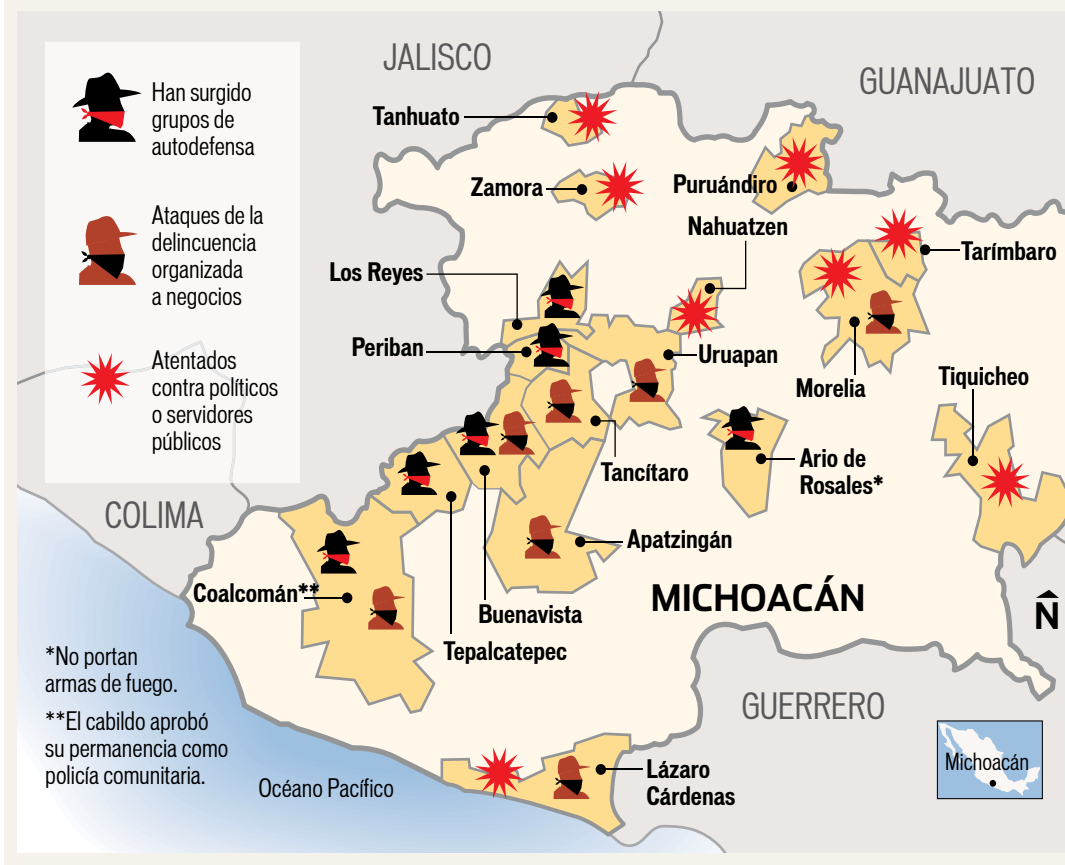 JALISCO
GUANAJUATO
Han surgido
grupos de
autodefensa
Ataques de la
delincuencia
organizada
a negocios
Atentados
contra políticos
o servidores
públicos
Tanhuato
Zamora
Puruándiro
Nahuatzen
Tarímbaro
Los Reyes
Periban
Uruapan
Morelia
Tiquicheo
Tancítaro
Ario de
Rosales*
COLIMA
Apatzingán
Coalcomán**
Buenavista
MICHOACÁN
N
Tepalcatepec
*No portan
armas de fuego.
**El cabildo aprobó
su permanencia como
policía comunitaria.
GUERRERO
Michoacán
Océano Pacífico
Lázaro
Cárdenas